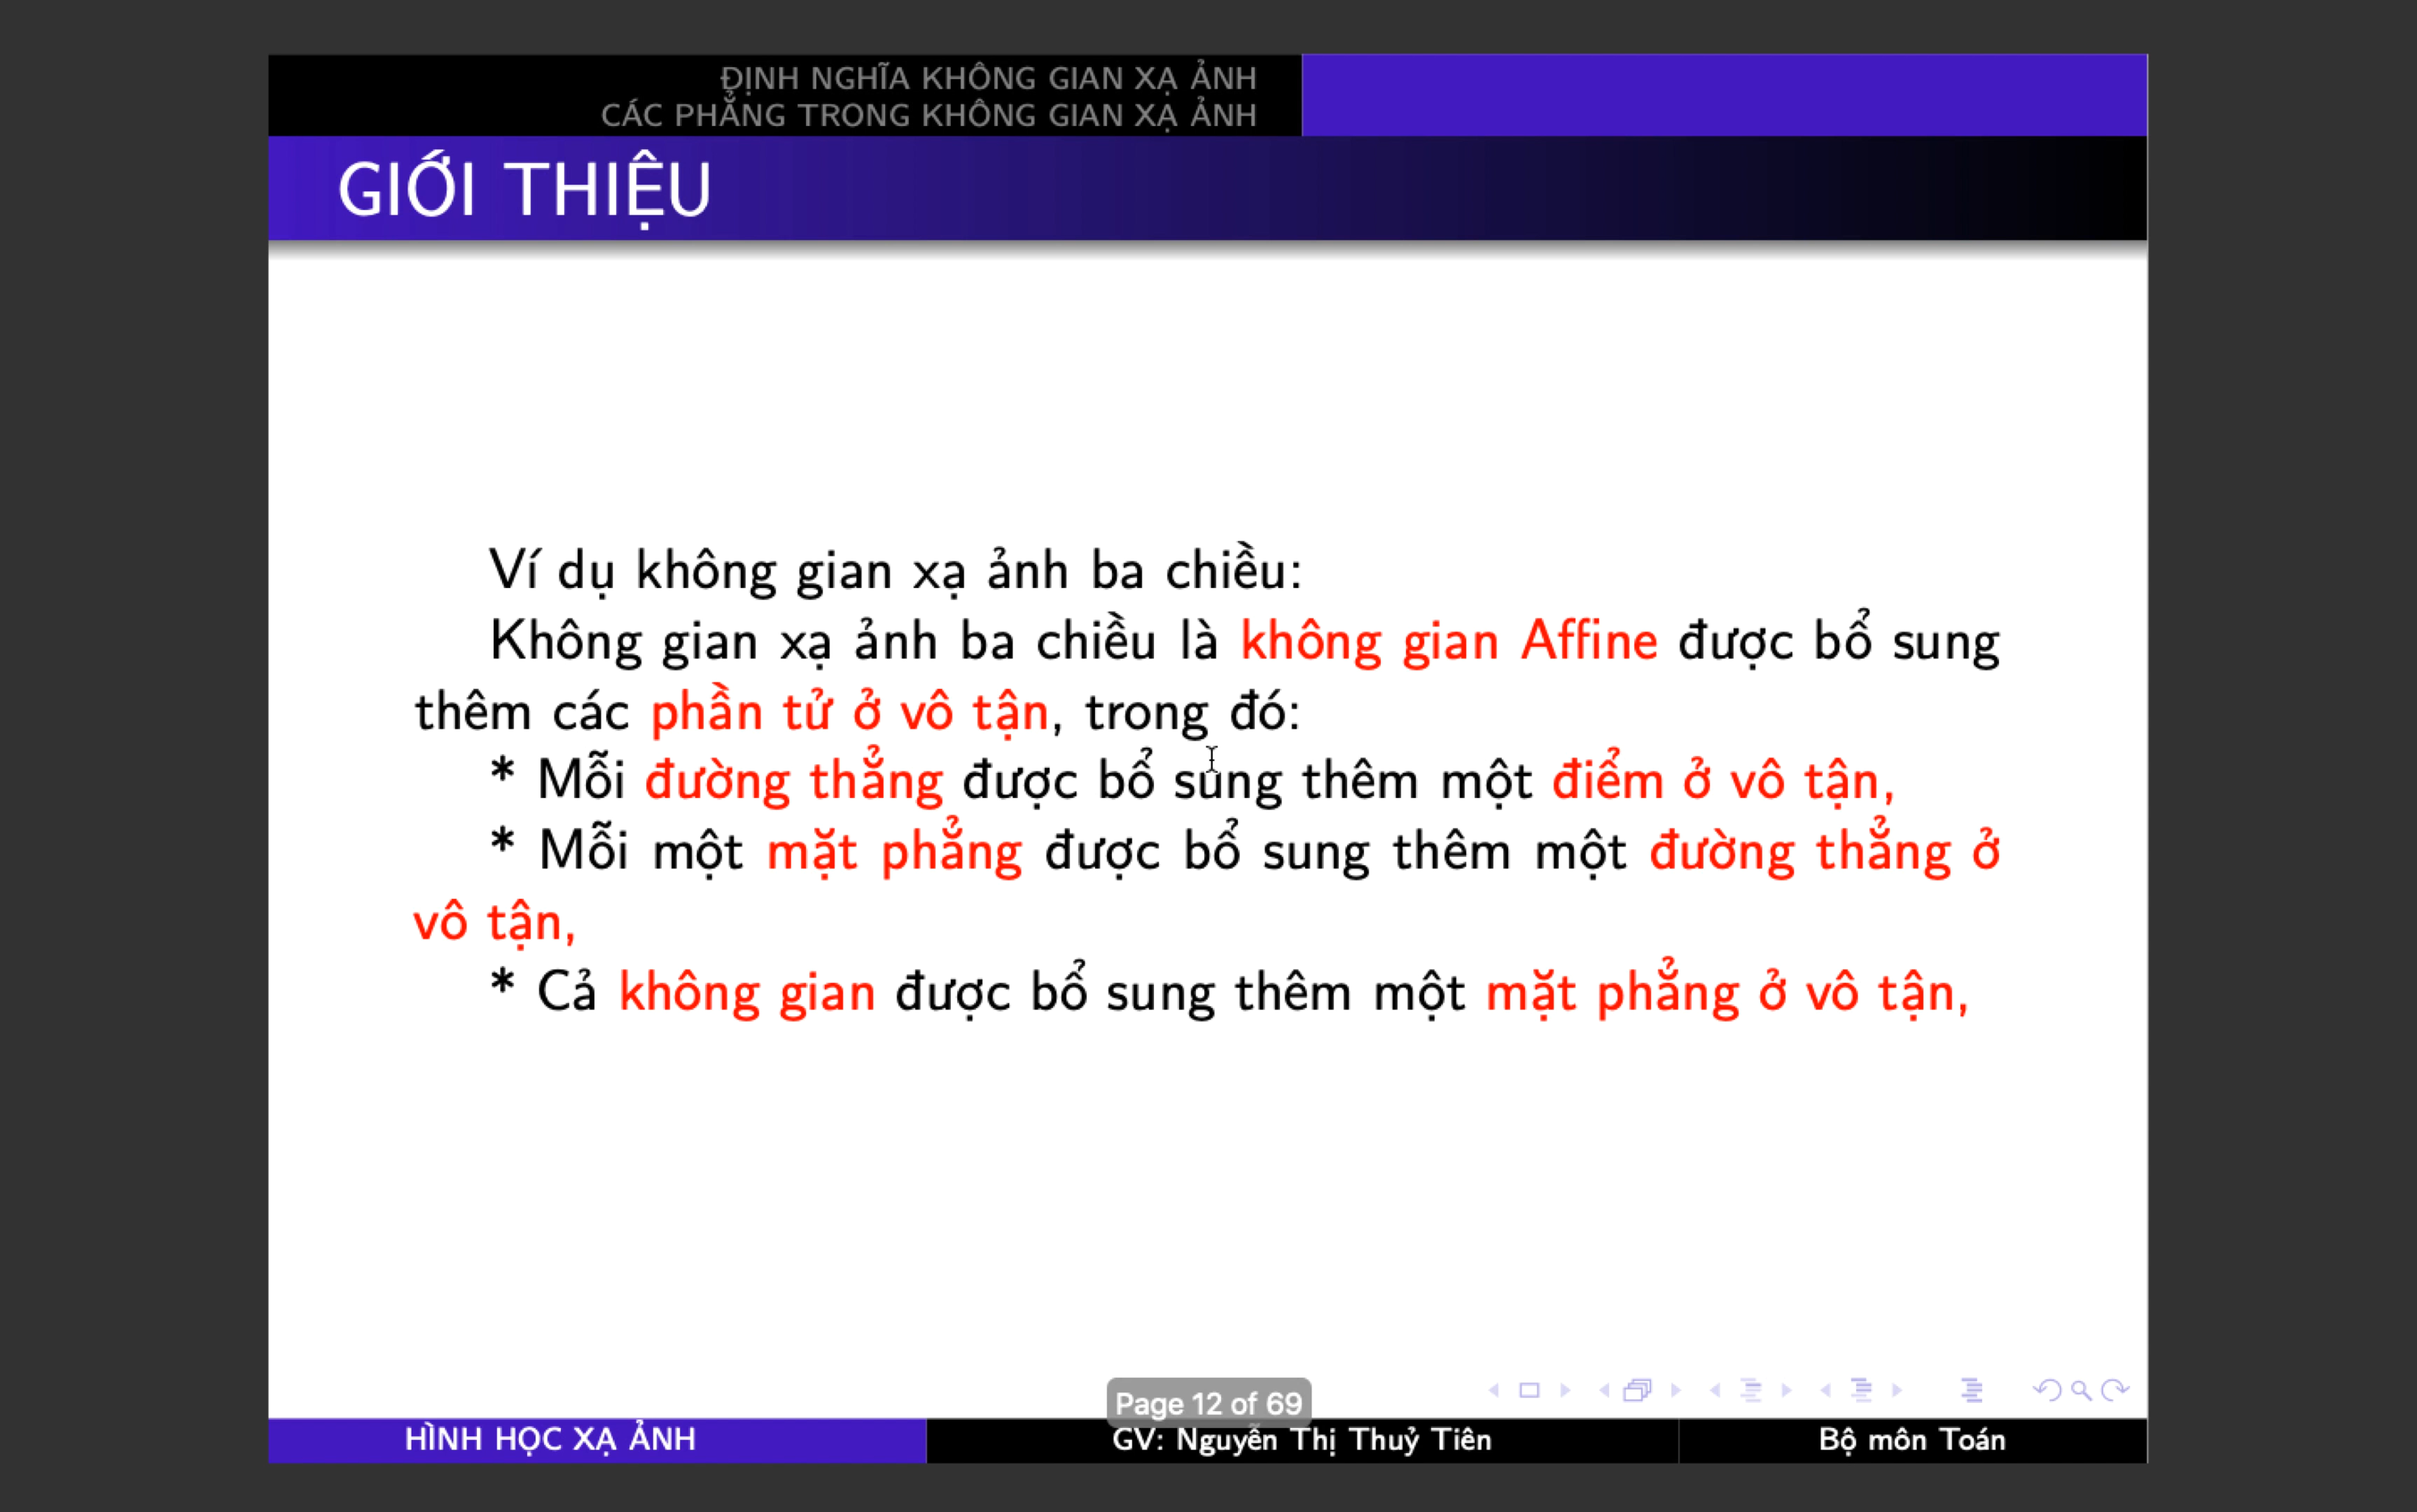 ĐỊNH NGHĨA KHÔNG GIAN XẠ ẢNH
CÁC PHẲNG TRONG KHÔNG GIAN XẠ ẢNH
GIỚI THIỆU
Ví dụ không gian xạ ảnh ba chiều:
Không gian xạ ảnh ba chiều là không gian Affine được bổ sung
thêm các phần tử ở vô tận, trong đó:
* Mỗi đường thẳng được bổ sung thêm một điểm ở vô tận,
* Mỗi một mặt phẳng được bổ sung thêm một đường thẳng ở
vô tận,
* Cả không gian được bổ sung thêm một mặt phẳng ở vô tận,
Page 12 of 69
HÌNH HỌC XẠ ẢNH
GV: Nguyễn Thị Thuỷ Tiên
Bộ môn Toán